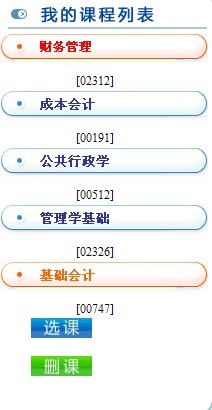 我的课程列表
财务管理
[02312]
成本会计
[00191]
公共行政学
[00512]
管理学基础
[02326]
基础会计
[00747]
选课
删课